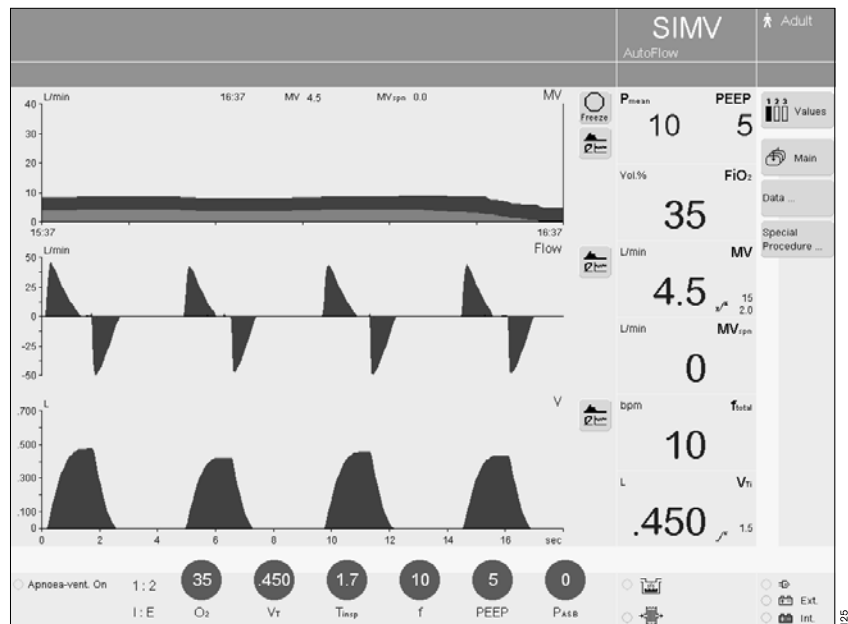 SIMV
AutoFlow
Adult
L/min 16:37 MV 4.5 MVspn 0.0 MV
40
30
20
10
0
15:37 16:37
Freeze
Pmean PEEP
10 5
1 2 3
Values
Main
Data ...
Special
Procedure ...
Vol.% FiO2
35
L/min Flow
50
25
0
-25
-50
L/min MV
4.5 15
2.0
L/min MVspn
0
L V
.700
.500
.300
.100
0
0 2 4 6 8 10 12 14 16 sec
bpm ftotal
10
L VTi
.450 1.5
Apnoea-vent. On 1:2 35 .450 1.7 10 5 0
I:E O2 VT Tinsp f PEEP PASB
Ext.
Int.